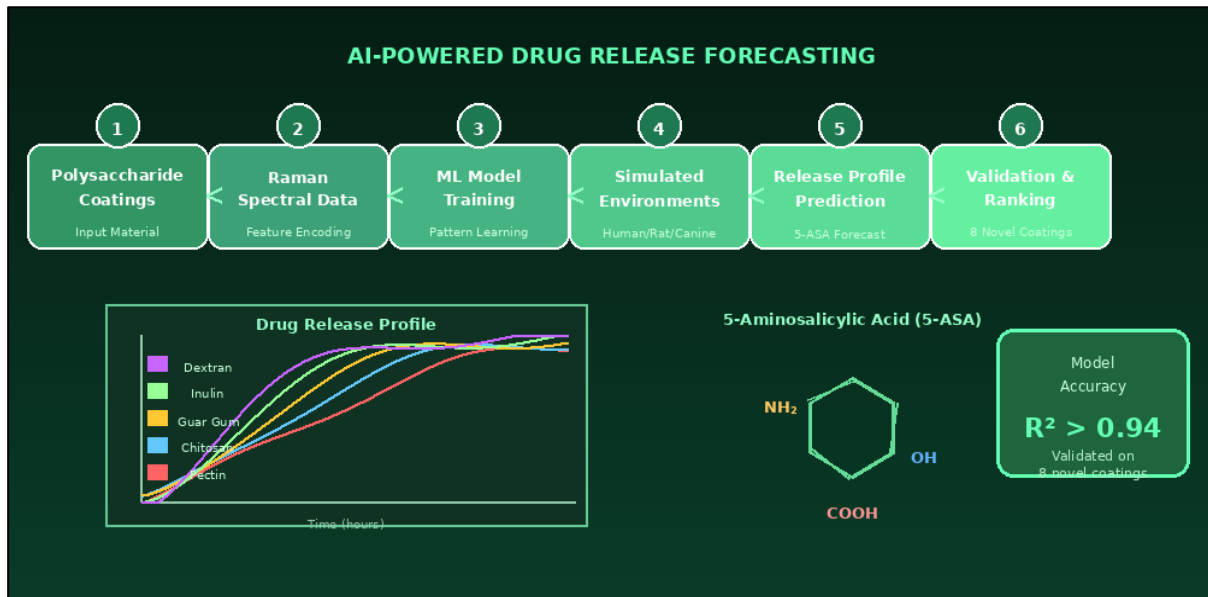 AI-POWERED DRUG RELEASE FORECASTING
1
Polysaccharide
Coatings
Input Material
2
Raman
Spectral Data
Feature Encoding
3
ML Model
Training
Pattern Learning
4
Simulated
Environments
Human/Rat/Canine
5
Release Profile
Prediction
5-ASA Forecast
6
Validation &
Ranking
8 Novel Coatings
Drug Release Profile
Dextran
Inulin
Guar Gum
Chitosan
Pectin
Time (hours)
5-Aminosalicylic Acid (5-ASA)
NH₂
OH
COOH
Model
Accuracy
R² > 0.94
Validated on
8 novel coatings